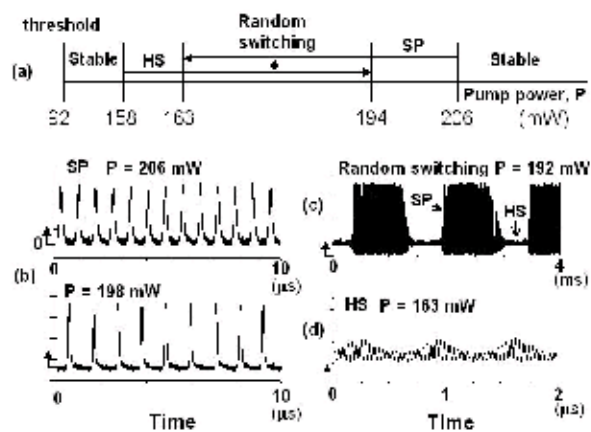 threshold
Random
switching
(a) Stable HS SP Stable
Pump power, P
92 158 163 194 206 (mW)
SP P = 206 mW
0
0 10
(μs)
(b) P = 198 mW
0 10
(μs)
Time
Random switching P = 192 mW
(c) SP HS
0 4
(ms)
HS P = 163 mW
(d)
0 2
(μs)
Time